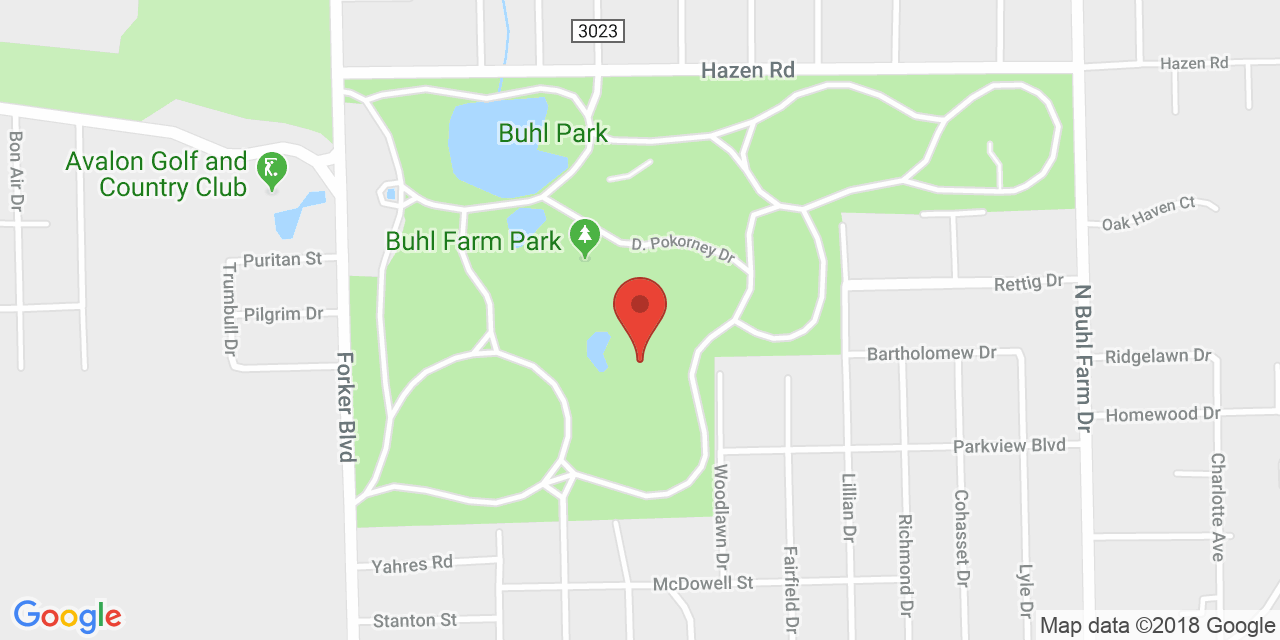 3023
Hazen Rd
Hazen Rd
Bon Air Dr
Buhl Park
Avalon Golf and
Country Club
Oak Haven Ct
Buhl Farm Park
D. Pokorney Dr
Puritan St
Trumbull Dr
Rettig Dr
Pilgrim Dr
N Buhl Farm Dr
Forker Blvd
Bartholomew Dr
Ridgelawn Dr
Homewood Dr
Parkview Blvd
Woodlawn Dr
Lillian Dr
Charlotte Ave
Cohasset Dr
Richmond Dr
Fairfield Dr
Lyle Dr
Yahres Rd
McDowell St
Stanton St
Google
Map data ©2018 Google